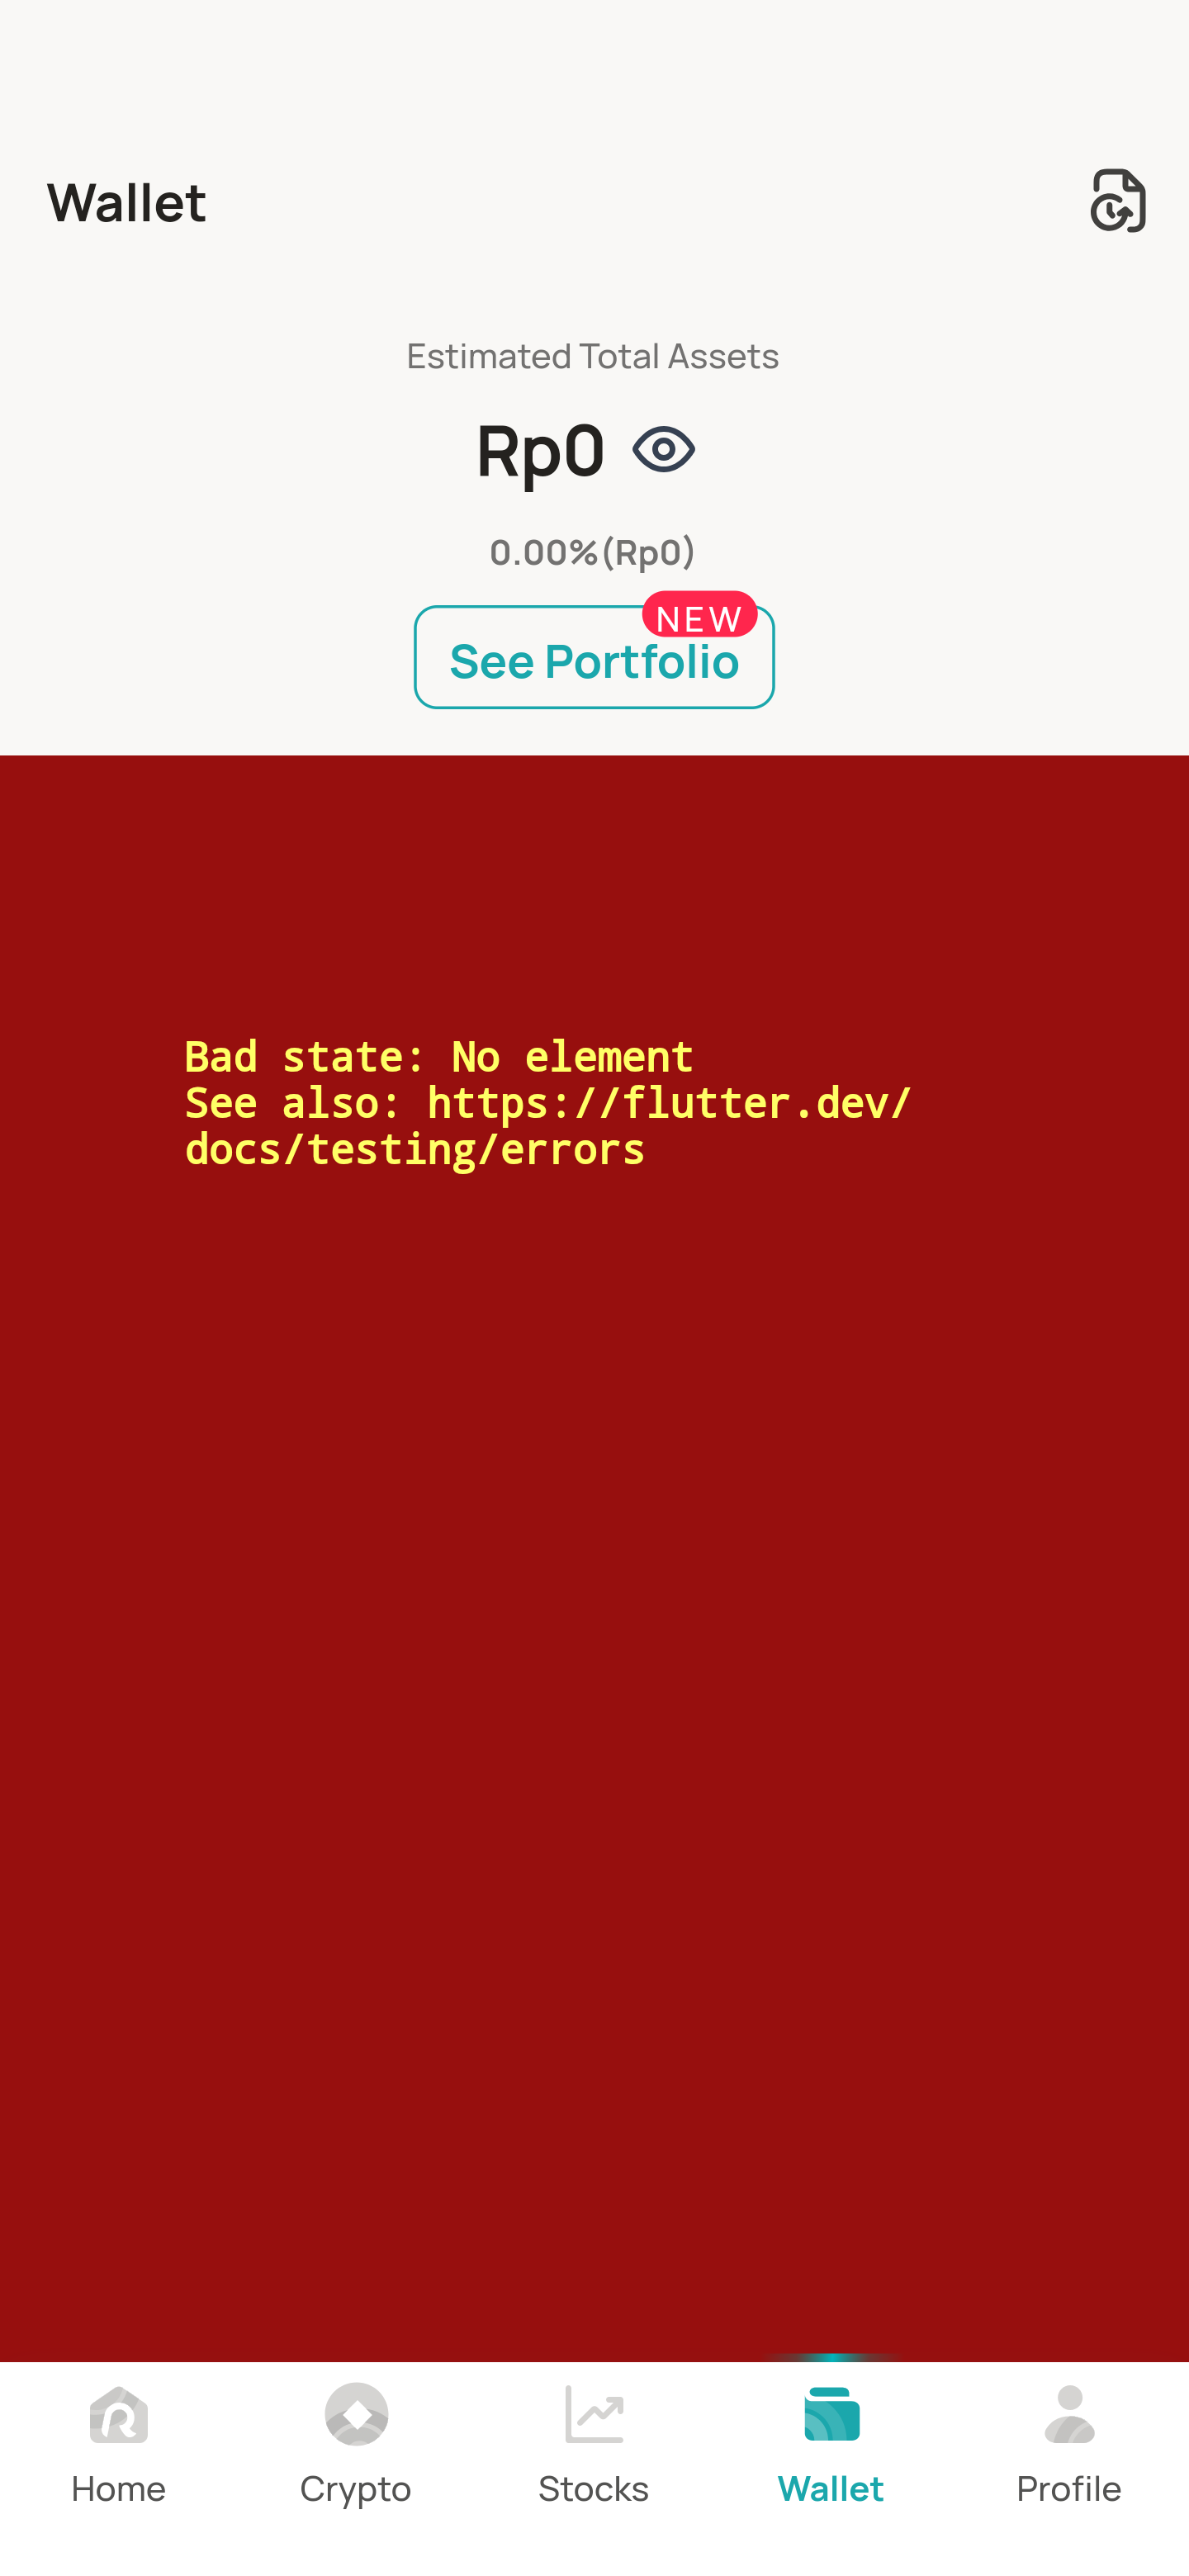 Wallet
Estimated Total Assets
Rp0
0.00%(Rp0)
NEW
See Portfolio
Bad state: No element
See also: https://flutter.dev/
docs/testing/errors
Home
Crypto
Stocks
Wallet
Profile